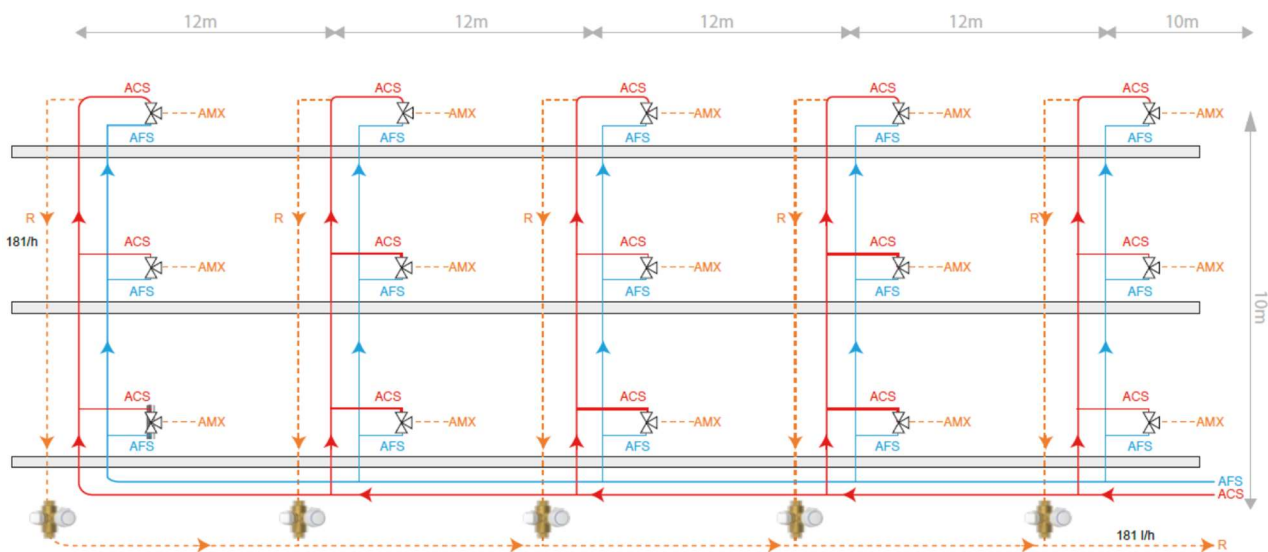 12m 12m 12m 12m 10m
ACS ACS ACS ACS ACS
AMX AMX AMX AMX AMX
AFS AFS AFS AFS AFS
R R R R R
181/h
ACS ACS ACS ACS ACS
AMX AMX AMX AMX AMX
AFS AFS AFS AFS AFS
10m
ACS ACS ACS ACS ACS
AMX AMX AMX AMX AMX
AFS AFS AFS AFS AFS
AFS
ACS
181 l/h R